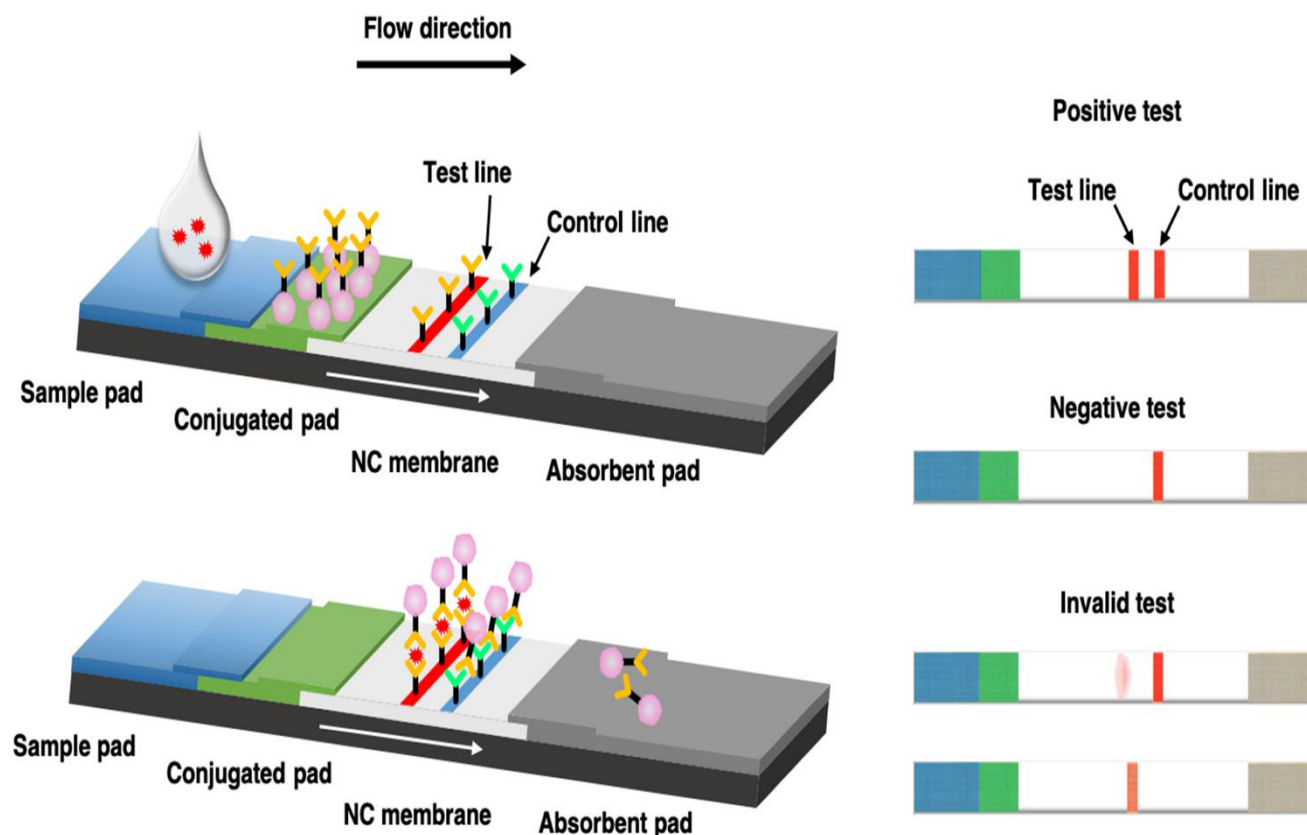 Flow direction
Test line
Control line
Sample pad
Conjugated pad
NC membrane
Absorbent pad
Sample pad
Conjugated pad
NC membrane
Absorbent pad
Positive test
Test line
Control line
Negative test
Invalid test